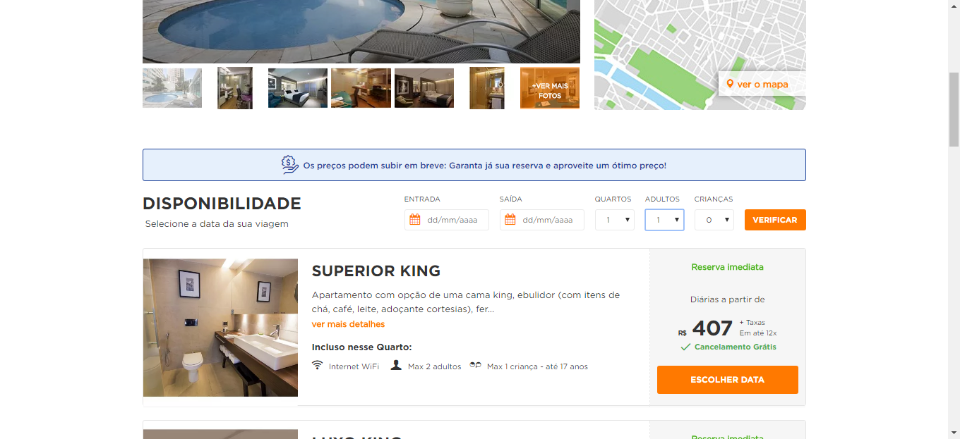 +VER MAIS
FOTOS
ver o mapa
Os preços podem subir em breve: Garanta já sua reserva e aproveite um ótimo preço!
DISPONIBILIDADE
Selecione a data da sua viagem
ENTRADA
dd/mm/aaaa
SAÍDA
dd/mm/aaaa
QUARTOS
1
ADULTOS
1
CRIANÇAS
0
VERIFICAR
SUPERIOR KING
Apartamento com opção de uma cama king, ebulidor (com itens de
chá, café, leite, adoçante cortesias), fer...
ver mais detalhes
Incluso nesse Quarto:
Internet WiFi
Max 2 adultos
Max 1 criança - até 17 anos
Reserva imediata
Diárias a partir de
R$ 407
+ Taxas
Em até 12x
Cancelamento Grátis
ESCOLHER DATA
LUXO KING
Reserva imediata